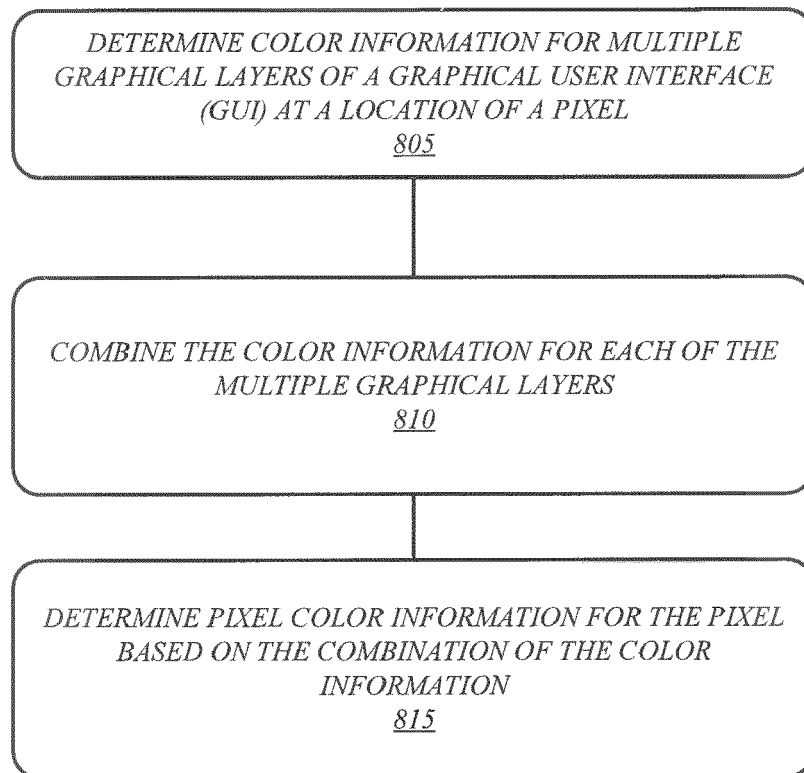 DETERMINE COLOR INFORMATION FOR MULTIPLE
GRAPHICAL LAYERS OF A GRAPHICAL USER INTERFACE
(GUI) AT A LOCATION OF A PIXEL
805
COMBINE THE COLOR INFORMATION FOR EACH OF THE
MULTIPLE GRAPHICAL LAYERS
810
DETERMINE PIXEL COLOR INFORMATION FOR THE PIXEL
BASED ON THE COMBINATION OF THE COLOR
INFORMATION
815